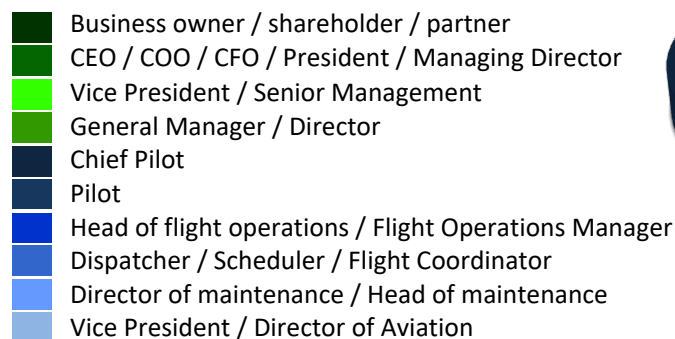 Business owner / shareholder / partner
CEO / COO / CFO / President / Managing Director
Vice President / Senior Management
General Manager / Director
Chief Pilot
Pilot
Head of flight operations / Flight Operations Manager
Dispatcher / Scheduler / Flight Coordinator
Director of maintenance / Head of maintenance
Vice President / Director of Aviation